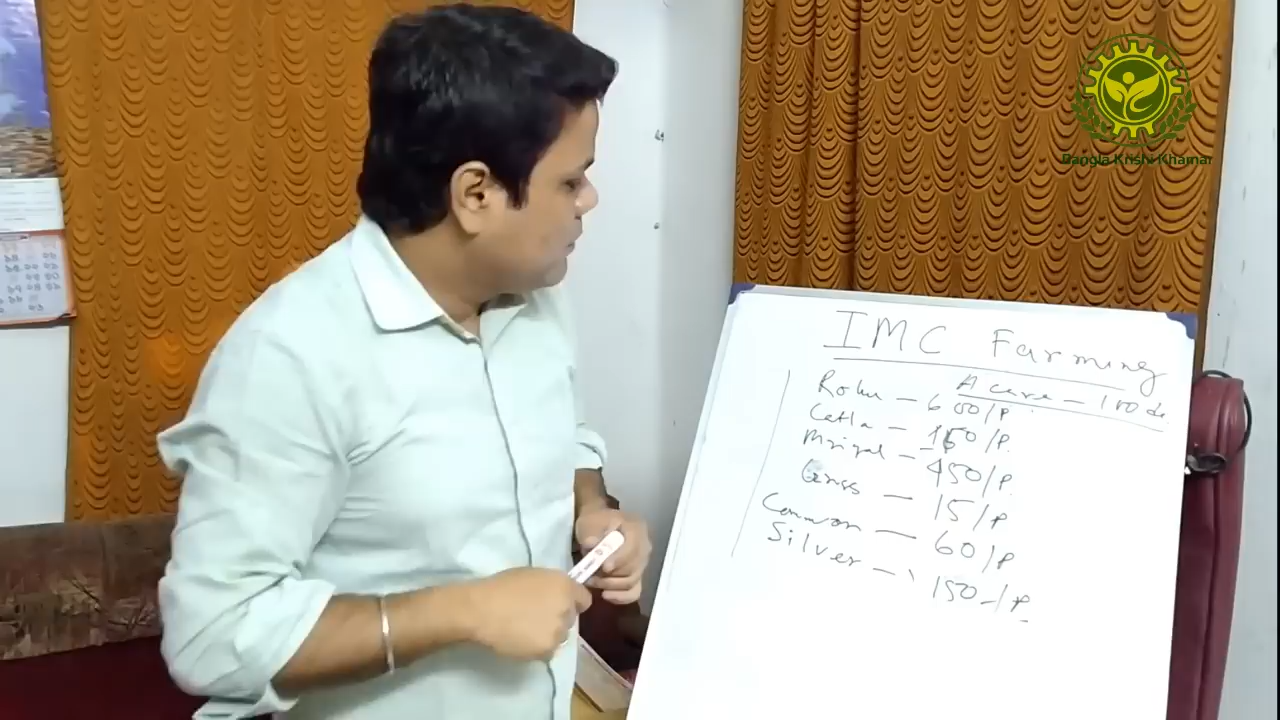 Bangla Krishi Khamar
IMC Farming
Acare - 100 de
Rohu - 600/P.
Catla - 150/P.
Mrigal - 450/P.
Grass - 15/P
Common - 60/P
Silver - 150-/P